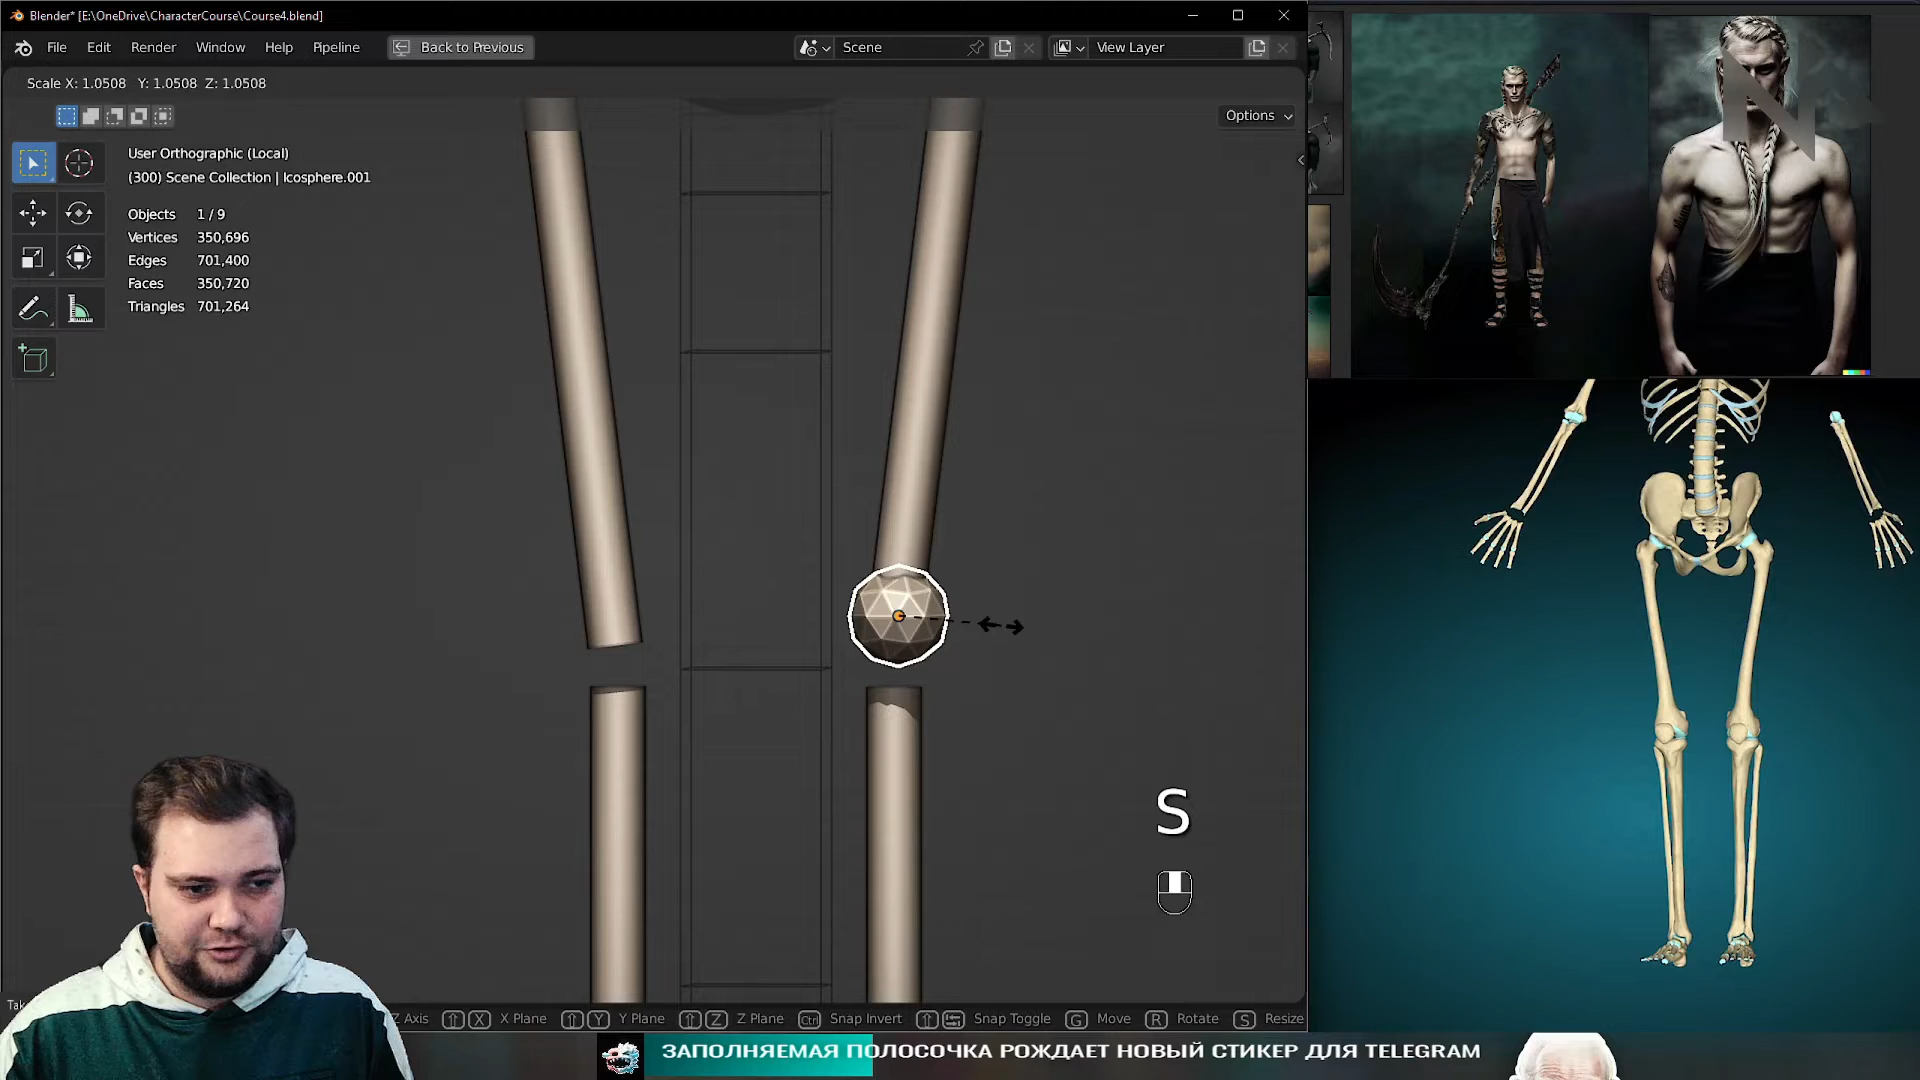 Blender* [E:\OneDrive\CharacterCourse\Course4.blend]
File Edit Render Window Help Pipeline Back to Previous Scene View Layer
Scale X: 1.0508 Y: 1.0508 Z: 1.0508
Options
User Orthographic (Local)
(300) Scene Collection | Icosphere.001
Objects 1 / 9
Vertices 350,696
Edges 701,400
Faces 350,720
Triangles 701,264
S
Z Axis X X Plane Y Y Plane Z Z Plane Ctrl Snap Invert Snap Toggle G Move R Rotate S Resize
ЗАПОЛНЯЕМАЯ ПОЛОСОЧКА РОЖДАЕТ НОВЫЙ СТИКЕР ДЛЯ TELEGRAM